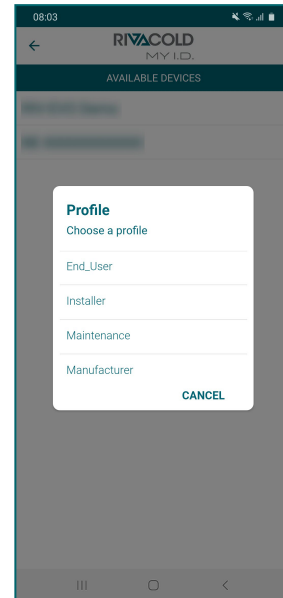 08:03
RIVACOLD
MY I.D.
AVAILABLE DEVICES
Profile
Choose a profile
End_User
Installer
Maintenance
Manufacturer
CANCEL